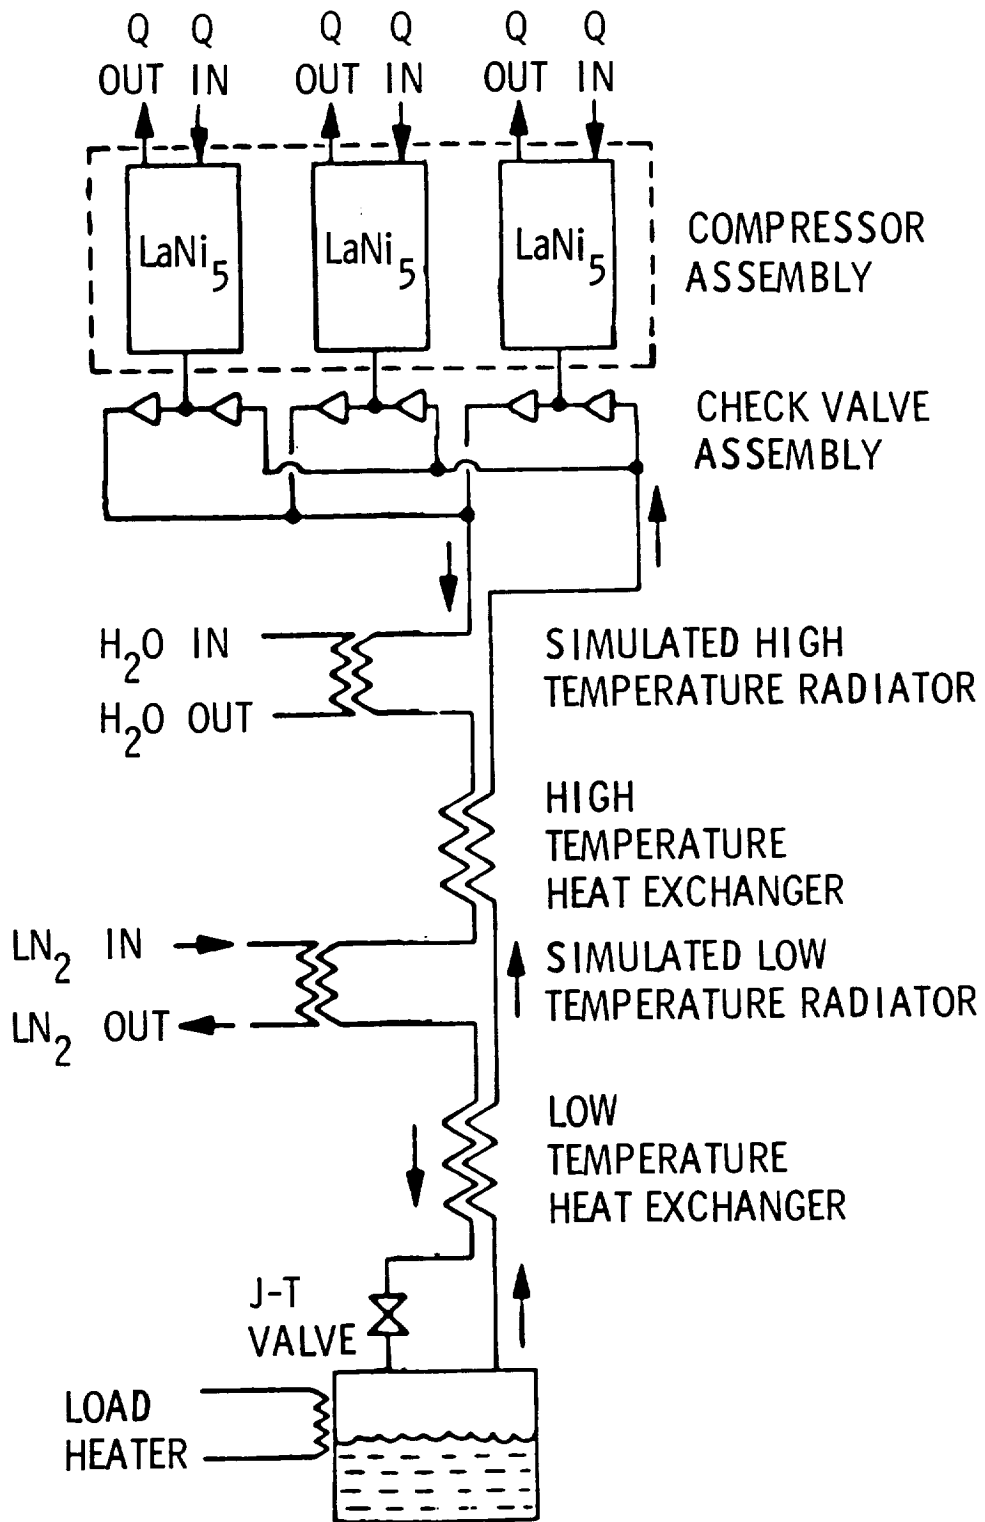 Q Q Q Q Q Q
OUT IN OUT IN OUT IN
LaNi5 LaNi5 LaNi5
COMPRESSOR
ASSEMBLY
CHECK VALVE
ASSEMBLY
H2O IN
H2O OUT
SIMULATED HIGH
TEMPERATURE RADIATOR
HIGH
TEMPERATURE
HEAT EXCHANGER
LN2 IN
LN2 OUT
SIMULATED LOW
TEMPERATURE RADIATOR
LOW
TEMPERATURE
HEAT EXCHANGER
J-T
VALVE
LOAD
HEATER